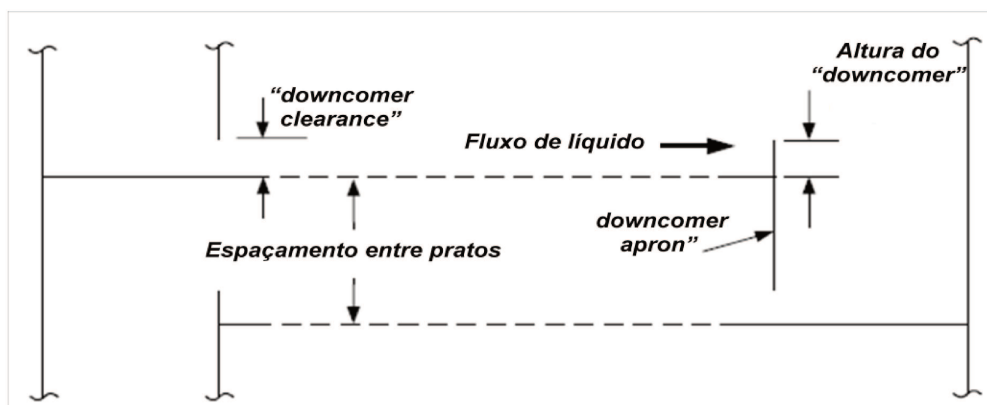 Altura do
“downcomer”
“downcomer
clearance”
Fluxo de líquido
downcomer
apron”
Espaçamento entre pratos